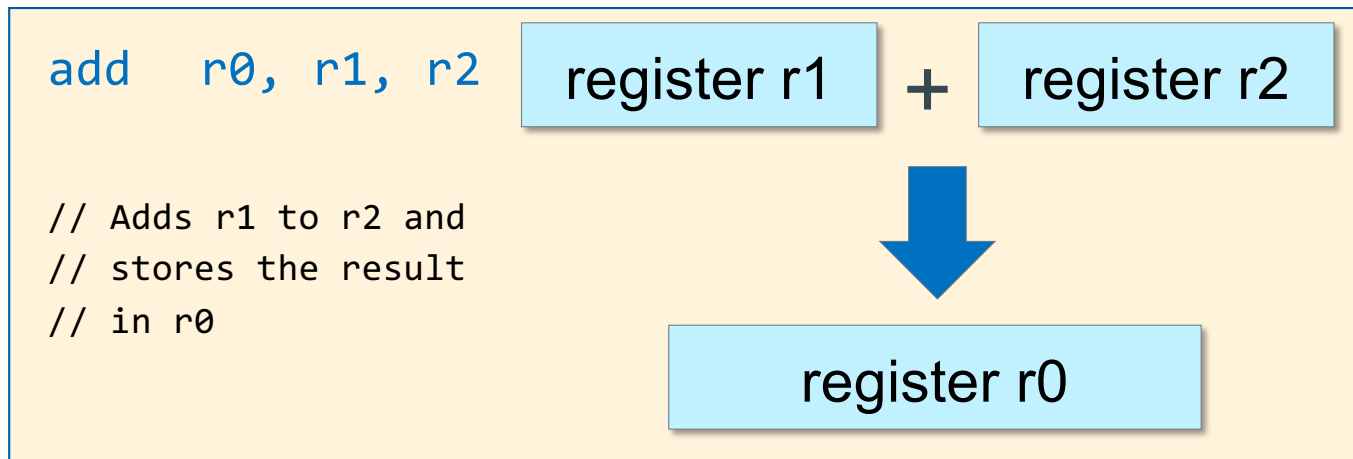 add r0, r1, r2
register r1 + register r2
// Adds r1 to r2 and
// stores the result
// in r0
register r0